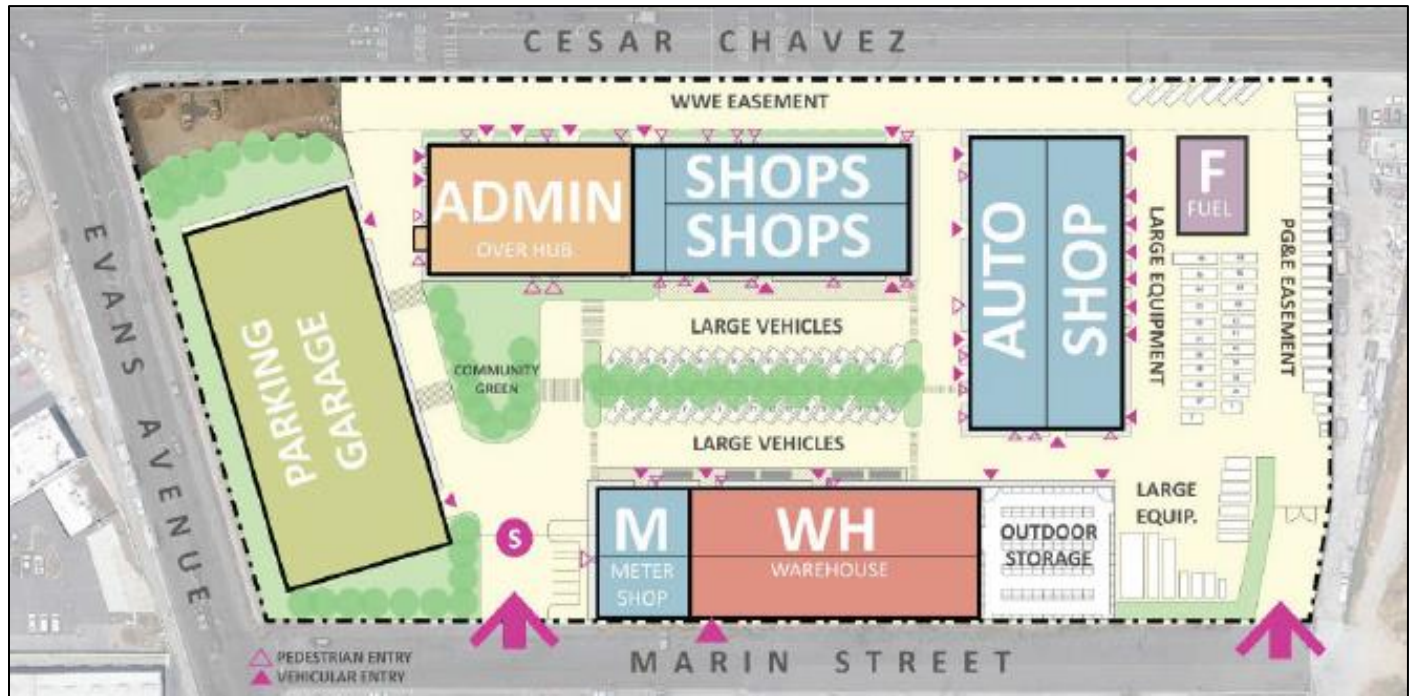 CESAR CHAVEZ
WWE EASEMENT
ADMIN
OVER HUB
SHOPS
SHOPS
AUTO
SHOP
LARGE EQUIPMENT
F
FUEL
PG&E EASEMENT
EVANS AVENUE
PARKING
GARAGE
COMMUNITY
GREEN
LARGE VEHICLES
LARGE VEHICLES
S
M
METER
SHOP
WH
WAREHOUSE
OUTDOOR
STORAGE
LARGE
EQUIP.
PEDESTRIAN ENTRY
VEHICULAR ENTRY
MARIN STREET